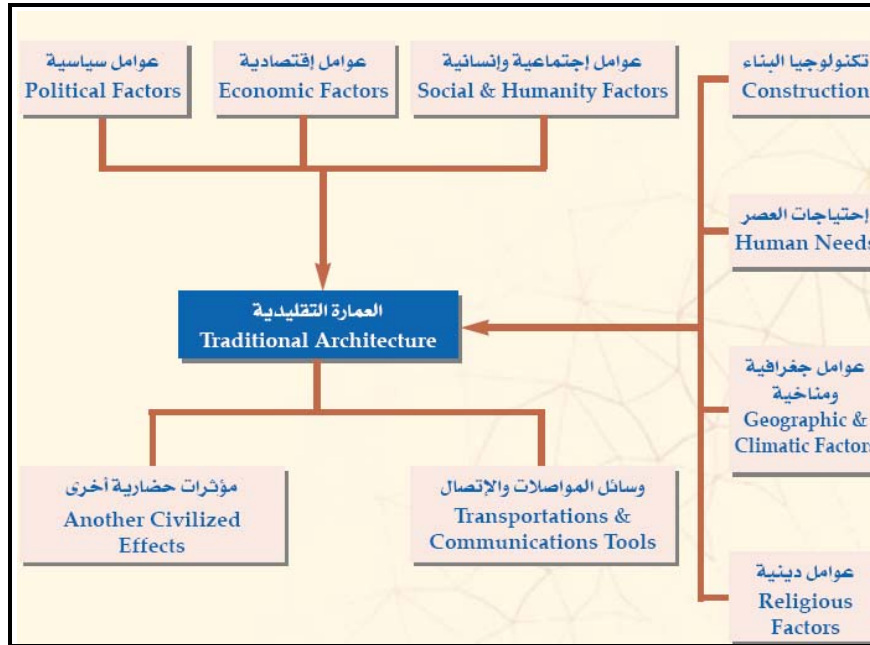 عوامل سياسية
Political Factors
عوامل إقتصادية
Economic Factors
عوامل إجتماعية وإنسانية
Social & Humanity Factors
تكنولوجيا البناء
Construction
إحتياجات العصر
Human Needs
العمارة التقليدية
Traditional Architecture
عوامل جغرافية
ومناخية
Geographic &
Climatic Factors
مؤثرات حضارية أخرى
Another Civilized
Effects
وسائل المواصلات والإتصال
Transportations &
Communications Tools
عوامل دينية
Religious
Factors